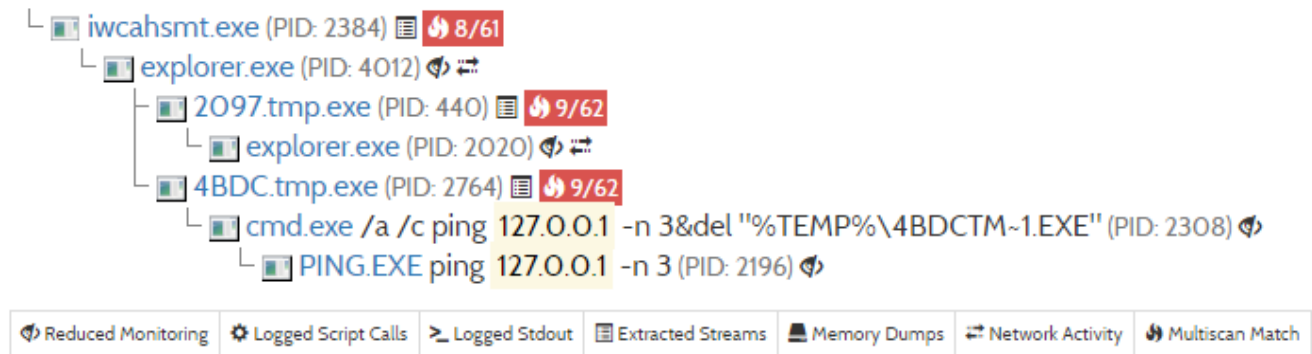 iwcahsmt.exe (PID: 2384) 8/61
explorer.exe (PID: 4012)
2097.tmp.exe (PID: 440) 9/62
explorer.exe (PID: 2020)
4BDC.tmp.exe (PID: 2764) 9/62
cmd.exe /a /c ping 127.0.0.1 -n 3&del "%TEMP%\4BDCTM~1.EXE" (PID: 2308)
PING.EXE ping 127.0.0.1 -n 3 (PID: 2196)
Reduced Monitoring Logged Script Calls Logged Stdout Extracted Streams Memory Dumps Network Activity Multiscan Match